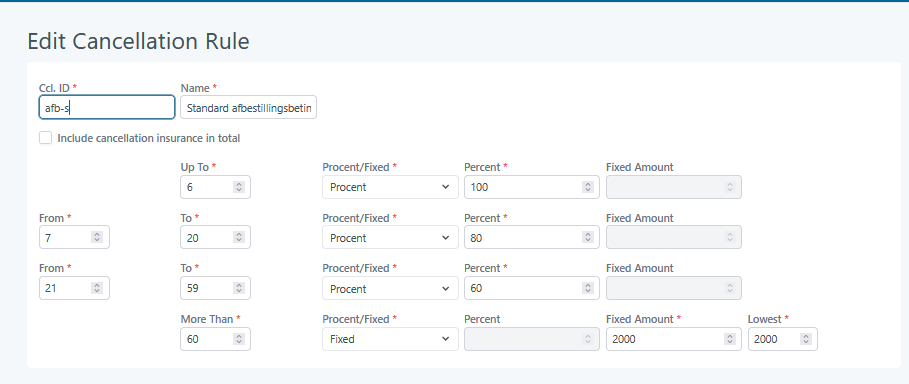 Edit Cancellation Rule
Ccl. ID * Name *
afb-s Standard afbestillingsbetin
Include cancellation insurance in total
Up To * Procent/Fixed * Percent * Fixed Amount
6 Procent 100
From * To * Procent/Fixed * Percent * Fixed Amount
7 20 Procent 80
From * To * Procent/Fixed * Percent * Fixed Amount
21 59 Procent 60
More Than * Procent/Fixed * Percent Fixed Amount * Lowest *
60 Fixed 2000 2000